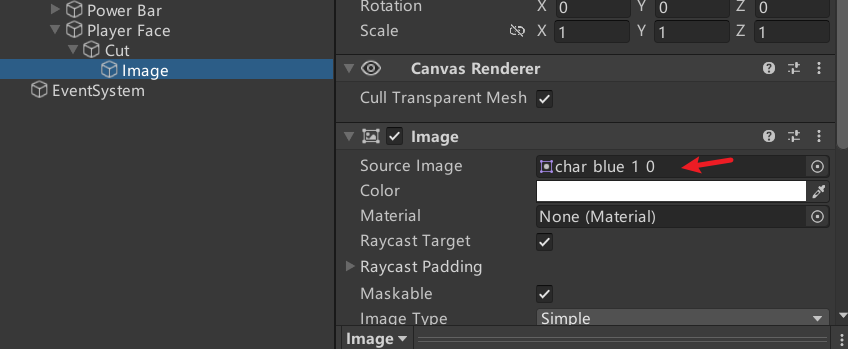 Power Bar
Player Face
Cut
Image
EventSystem
Rotation X 0 Y 0 Z 0
Scale X 1 Y 1 Z 1
Canvas Renderer
Cull Transparent Mesh
Image
Source Image char blue 1 0
Color
Material None (Material)
Raycast Target
Raycast Padding
Maskable
Image Type Simple
Image